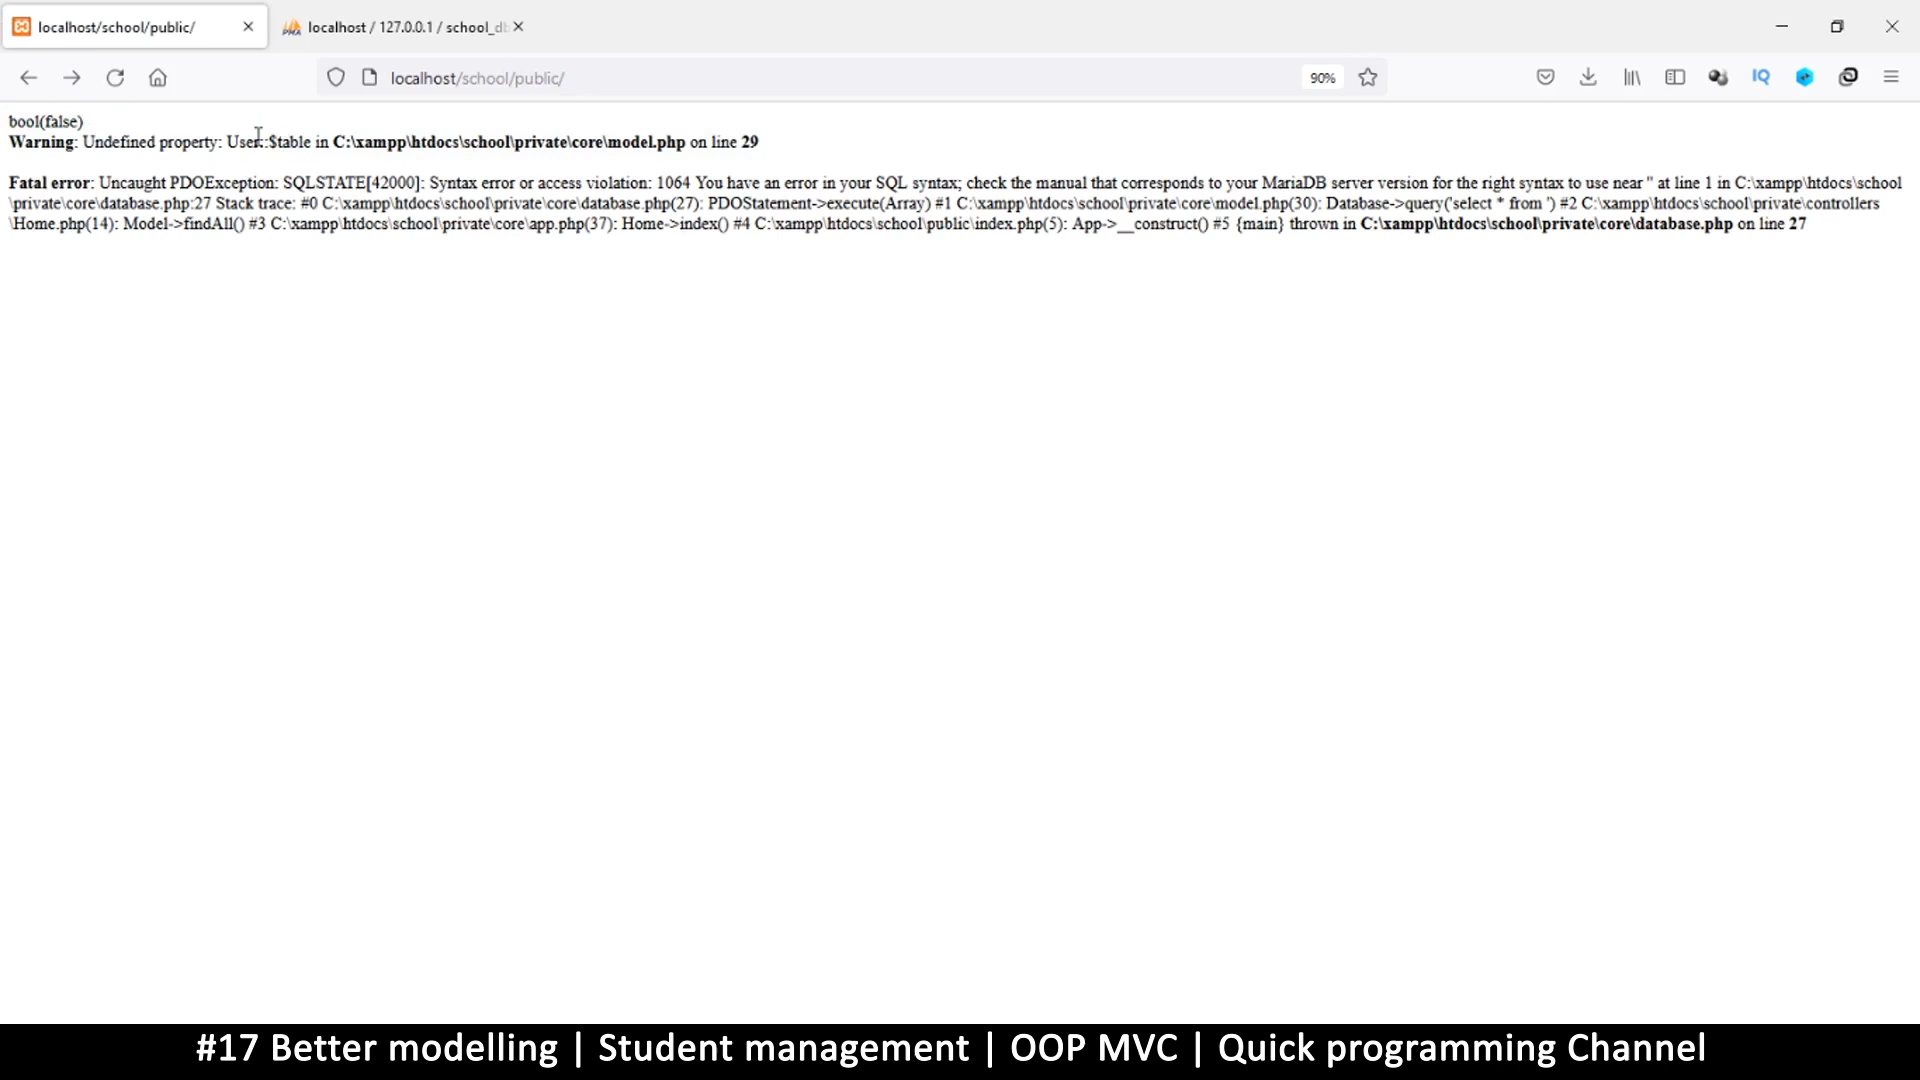 localhost/school/public/
localhost / 127.0.0.1 / school_db
localhost/school/public/
90%
IQ
bool(false)
Warning: Undefined property: User::$table in C:\xampp\htdocs\school\private\core\model.php on line 29
Fatal error: Uncaught PDOException: SQLSTATE[42000]: Syntax error or access violation: 1064 You have an error in your SQL syntax; check the manual that corresponds to your MariaDB server version for the right syntax to use near '' at line 1 in C:\xampp\htdocs\school
\private\core\database.php:27 Stack trace: #0 C:\xampp\htdocs\school\private\core\database.php(27): PDOStatement->execute(Array) #1 C:\xampp\htdocs\school\private\core\model.php(30): Database->query('select * from ') #2 C:\xampp\htdocs\school\private\controllers
\Home.php(14): Model->findAll() #3 C:\xampp\htdocs\school\private\core\app.php(37): Home->index() #4 C:\xampp\htdocs\school\public\index.php(5): App->__construct() #5 {main} thrown in C:\xampp\htdocs\school\private\core\database.php on line 27
#17 Better modelling | Student management | OOP MVC | Quick programming Channel